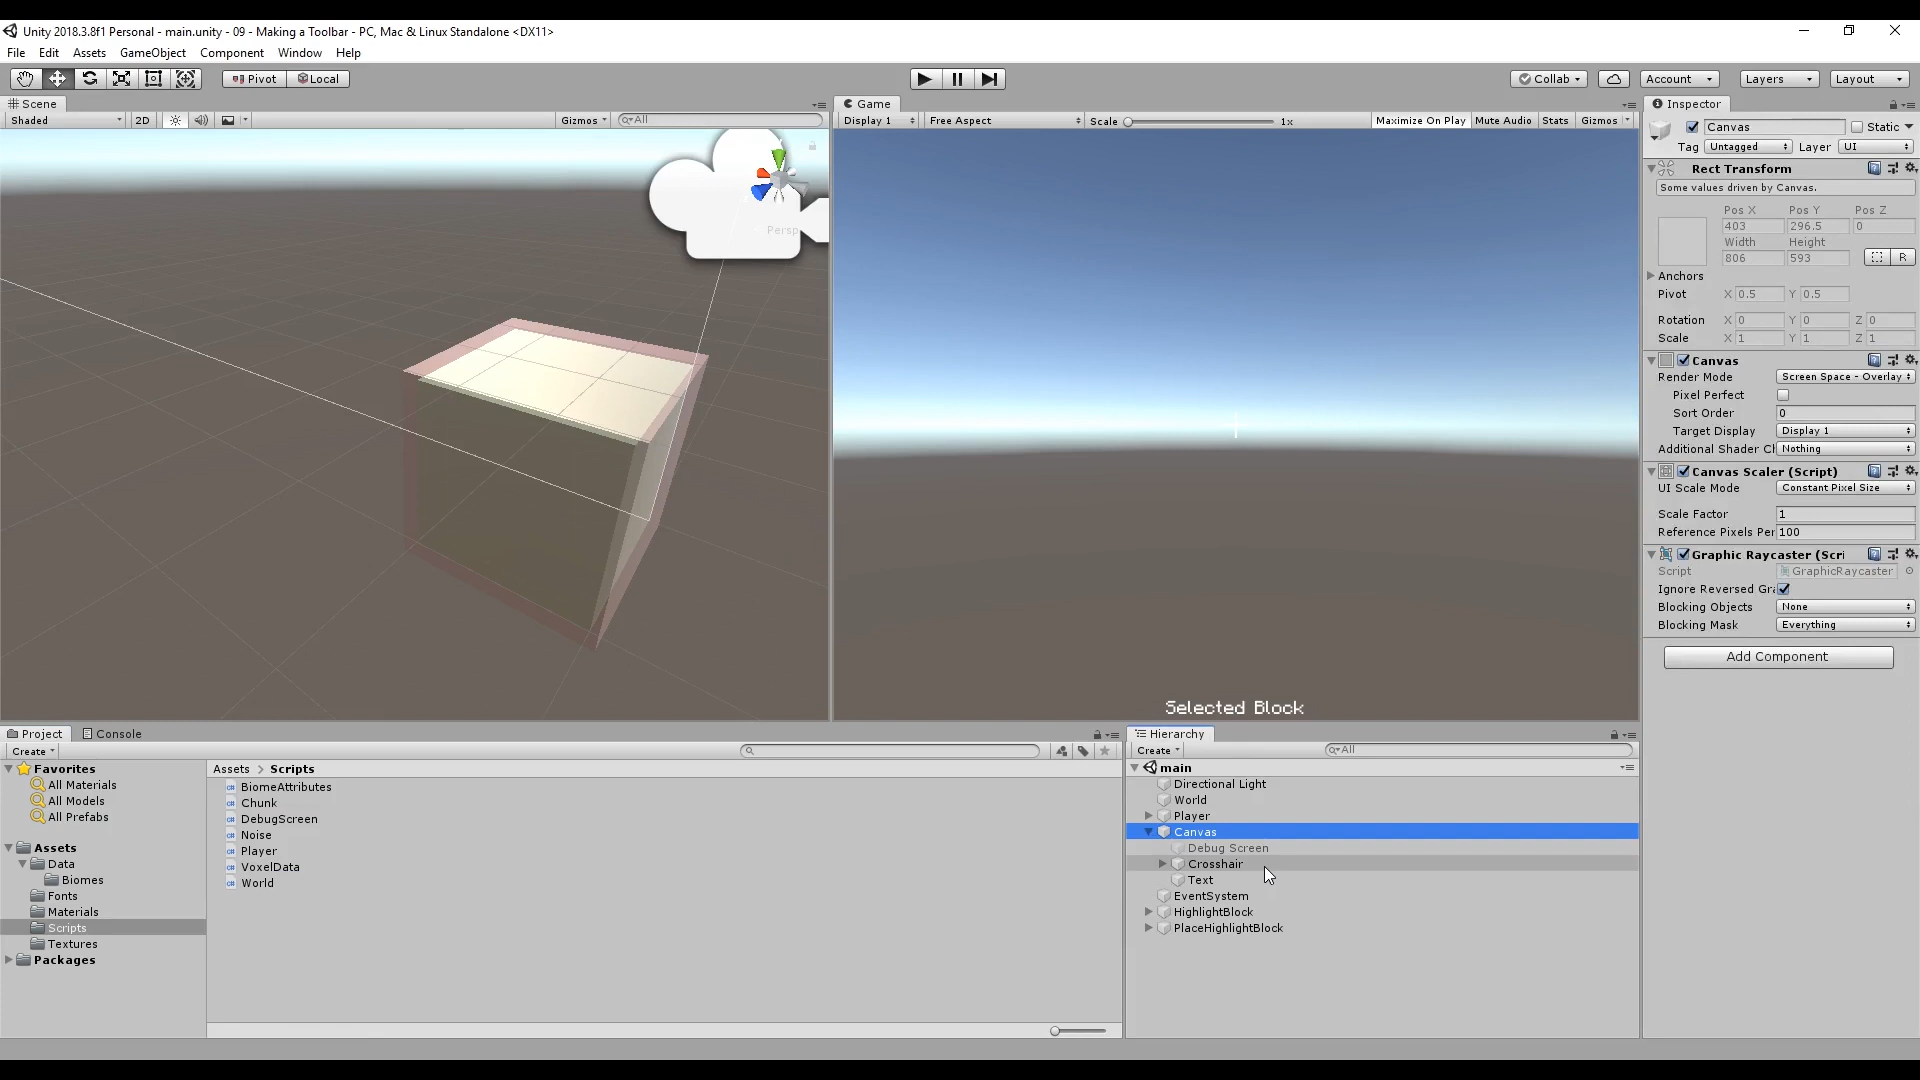 Unity 2018.3.8f1 Personal - main.unity - 09 - Making a Toolbar - PC, Mac & Linux Standalone <DX11>
File Edit Assets GameObject Component Window Help
Pivot Local Collab Account Layers Layout
Scene
Shaded 2D Gizmos All
Persp
Game
Display 1 Free Aspect Scale 1x Maximize On Play Mute Audio Stats Gizmos
Selected Block
Inspector
Canvas Static
Tag Untagged Layer UI
Rect Transform
Some values driven by Canvas.
Pos X Pos Y Pos Z
403 296.5 0
Width Height
806 593 R
Anchors
Pivot X 0.5 Y 0.5
Rotation X 0 Y 0 Z 0
Scale X 1 Y 1 Z 1
Canvas
Render Mode Screen Space - Overlay
Pixel Perfect
Sort Order 0
Target Display Display 1
Additional Shader Cl Nothing
Canvas Scaler (Script)
UI Scale Mode Constant Pixel Size
Scale Factor 1
Reference Pixels Per 100
Graphic Raycaster (Scri
Script GraphicRaycaster
Ignore Reversed Gra
Blocking Objects None
Blocking Mask Everything
Add Component
Project Console
Create
Favorites
All Materials
All Models
All Prefabs
Assets
Data
Biomes
Fonts
Materials
Scripts
Textures
Packages
Assets > Scripts
BiomeAttributes
Chunk
DebugScreen
Noise
Player
VoxelData
World
Hierarchy
Create All
main
Directional Light
World
Player
Canvas
Debug Screen
Crosshair
Text
EventSystem
HighlightBlock
PlaceHighlightBlock